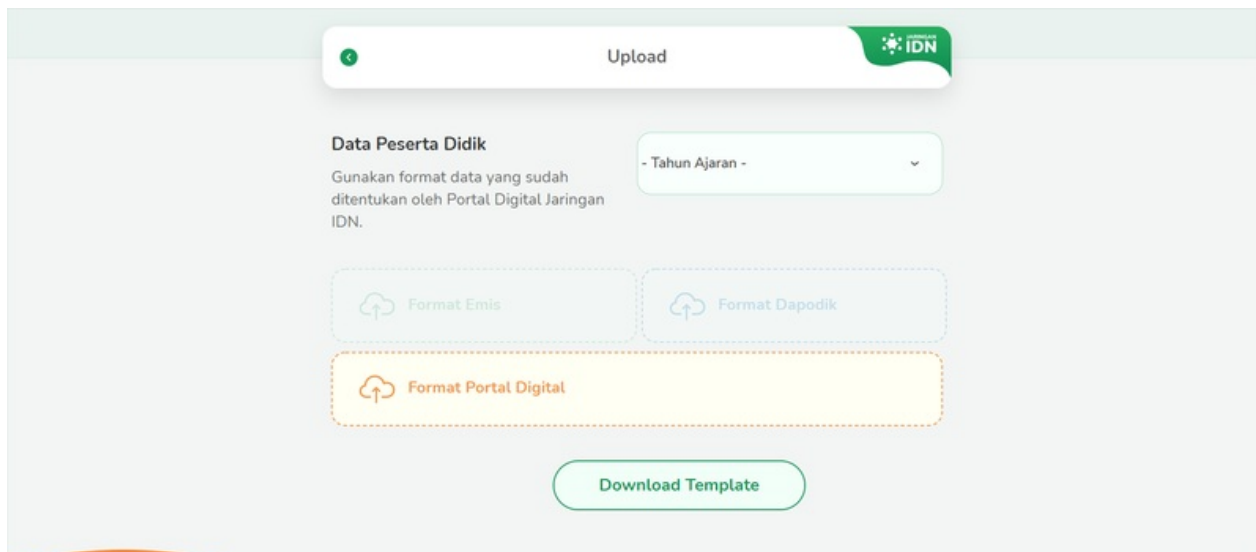 Upload
JARINGAN
IDN
Data Peserta Didik
- Tahun Ajaran -
Gunakan format data yang sudah
ditentukan oleh Portal Digital Jaringan
IDN.
Format Emis
Format Dapodik
Format Portal Digital
Download Template